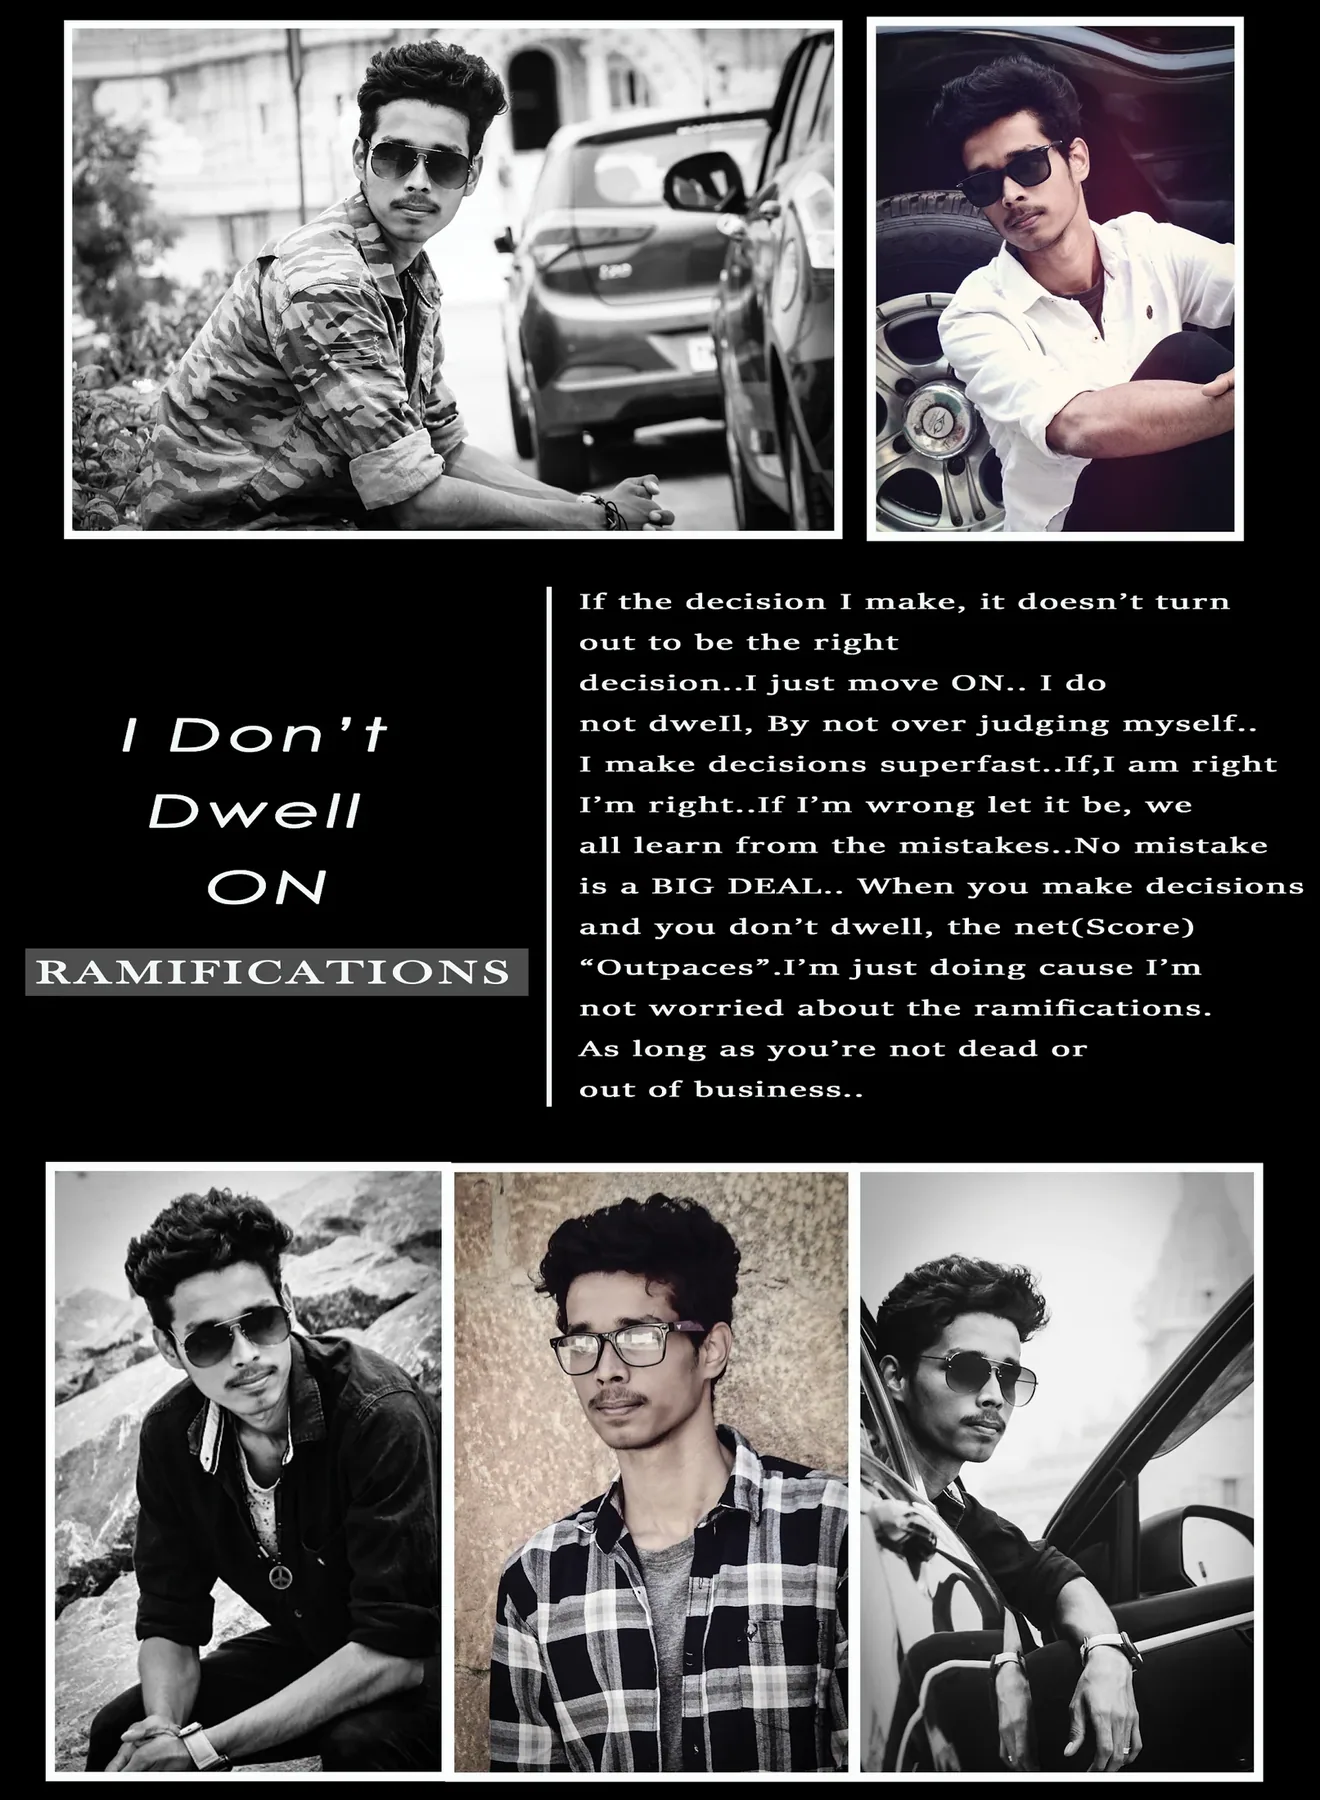 I Don't
Dwell
ON
RAMIFICATIONS
If the decision I make, it doesn't turn
out to be the right
decision..I just move ON.. I do
not dweIl, By not over judging myself..
I make decisions superfast..If,I am right
I'm right..If I'm wrong let it be, we
all learn from the mistakes..No mistake
is a BIG DEAL.. When you make decisions
and you don't dwell, the net(Score)
“Outpaces”.I'm just doing cause I'm
not worried about the ramifications.
As long as you're not dead or
out of business..